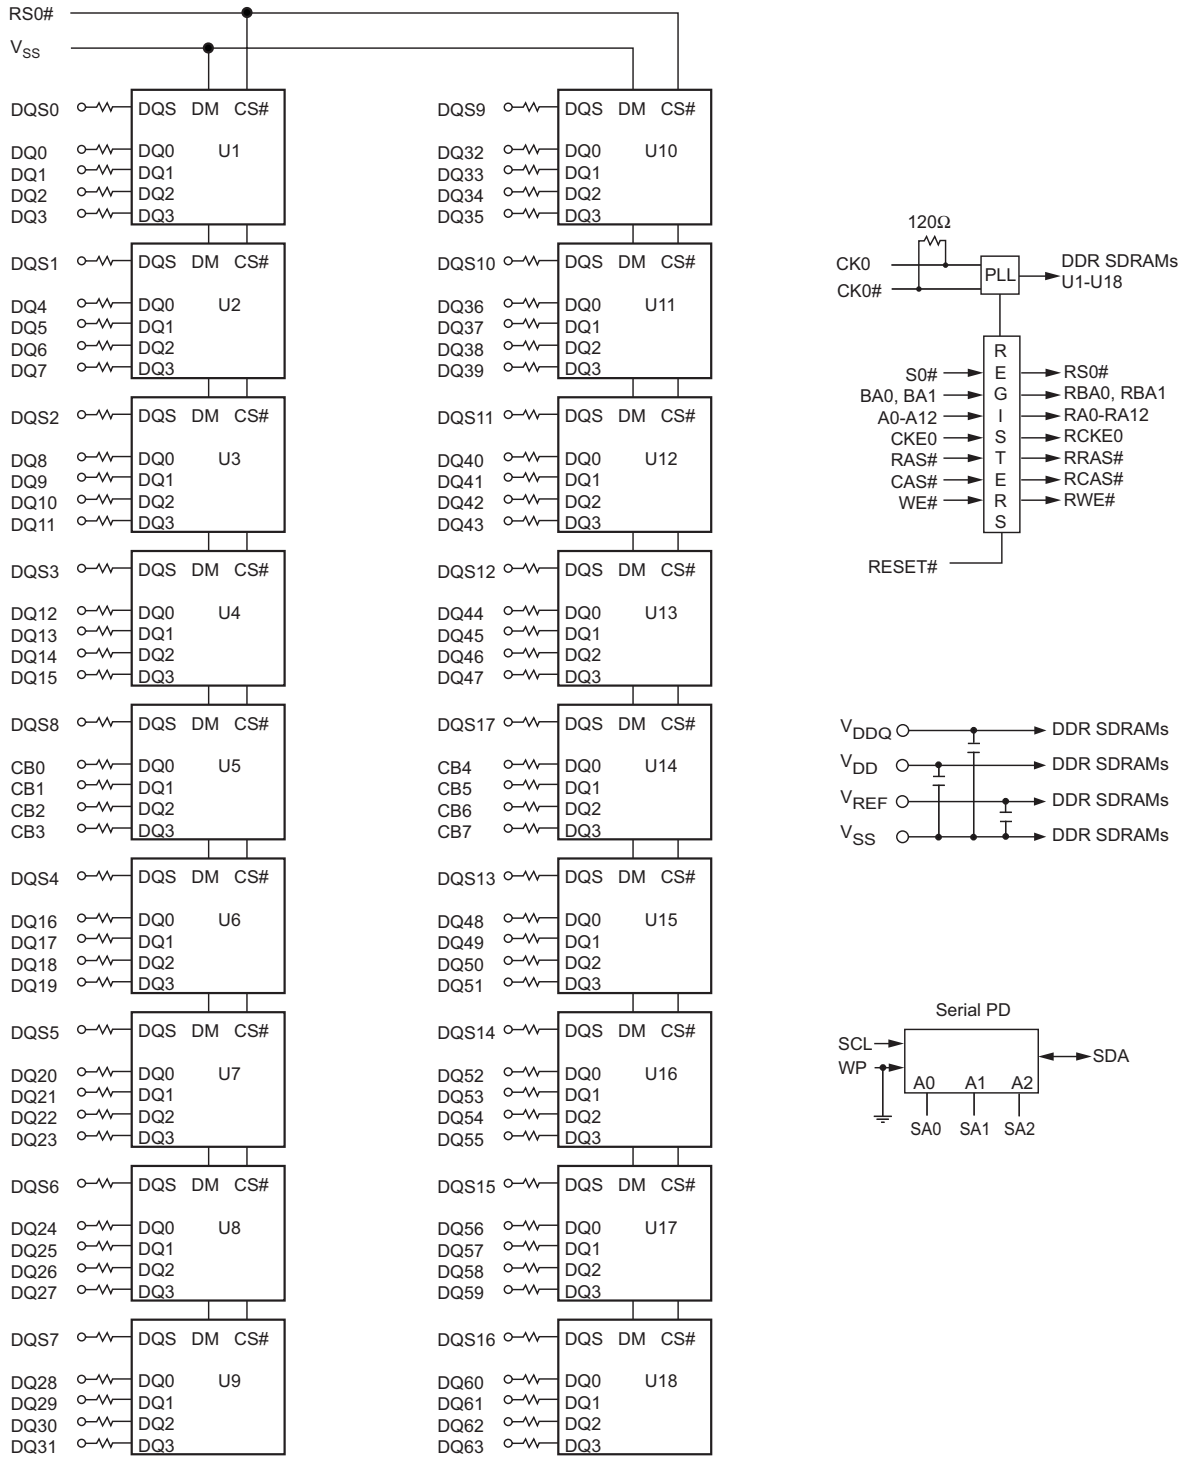 RS0#
VSS
DQS0 DQS DM CS#
DQ0 DQ0 U1
DQ1 DQ1
DQ2 DQ2
DQ3 DQ3
DQS1 DQS DM CS#
DQ4 DQ0 U2
DQ5 DQ1
DQ6 DQ2
DQ7 DQ3
DQS2 DQS DM CS#
DQ8 DQ0 U3
DQ9 DQ1
DQ10 DQ2
DQ11 DQ3
DQS3 DQS DM CS#
DQ12 DQ0 U4
DQ13 DQ1
DQ14 DQ2
DQ15 DQ3
DQS8 DQS DM CS#
CB0 DQ0 U5
CB1 DQ1
CB2 DQ2
CB3 DQ3
DQS4 DQS DM CS#
DQ16 DQ0 U6
DQ17 DQ1
DQ18 DQ2
DQ19 DQ3
DQS5 DQS DM CS#
DQ20 DQ0 U7
DQ21 DQ1
DQ22 DQ2
DQ23 DQ3
DQS6 DQS DM CS#
DQ24 DQ0 U8
DQ25 DQ1
DQ26 DQ2
DQ27 DQ3
DQS7 DQS DM CS#
DQ28 DQ0 U9
DQ29 DQ1
DQ30 DQ2
DQ31 DQ3
DQS9 DQS DM CS#
DQ32 DQ0 U10
DQ33 DQ1
DQ34 DQ2
DQ35 DQ3
DQS10 DQS DM CS#
DQ36 DQ0 U11
DQ37 DQ1
DQ38 DQ2
DQ39 DQ3
DQS11 DQS DM CS#
DQ40 DQ0 U12
DQ41 DQ1
DQ42 DQ2
DQ43 DQ3
DQS12 DQS DM CS#
DQ44 DQ0 U13
DQ45 DQ1
DQ46 DQ2
DQ47 DQ3
DQS17 DQS DM CS#
CB4 DQ0 U14
CB5 DQ1
CB6 DQ2
CB7 DQ3
DQS13 DQS DM CS#
DQ48 DQ0 U15
DQ49 DQ1
DQ50 DQ2
DQ51 DQ3
DQS14 DQS DM CS#
DQ52 DQ0 U16
DQ53 DQ1
DQ54 DQ2
DQ55 DQ3
DQS15 DQS DM CS#
DQ56 DQ0 U17
DQ57 DQ1
DQ58 DQ2
DQ59 DQ3
DQS16 DQS DM CS#
DQ60 DQ0 U18
DQ61 DQ1
DQ62 DQ2
DQ63 DQ3
120Ω
CK0
CK0#
PLL
DDR SDRAMs
U1-U18
REGISTERS
S0# RS0#
BA0, BA1 RBA0, RBA1
A0-A12 RA0-RA12
CKE0 RCKE0
RAS# RRAS#
CAS# RCAS#
WE# RWE#
RESET#
VDDQ DDR SDRAMs
VDD DDR SDRAMs
VREF DDR SDRAMs
VSS DDR SDRAMs
Serial PD
SCL
WP
SDA
A0 A1 A2
SA0 SA1 SA2